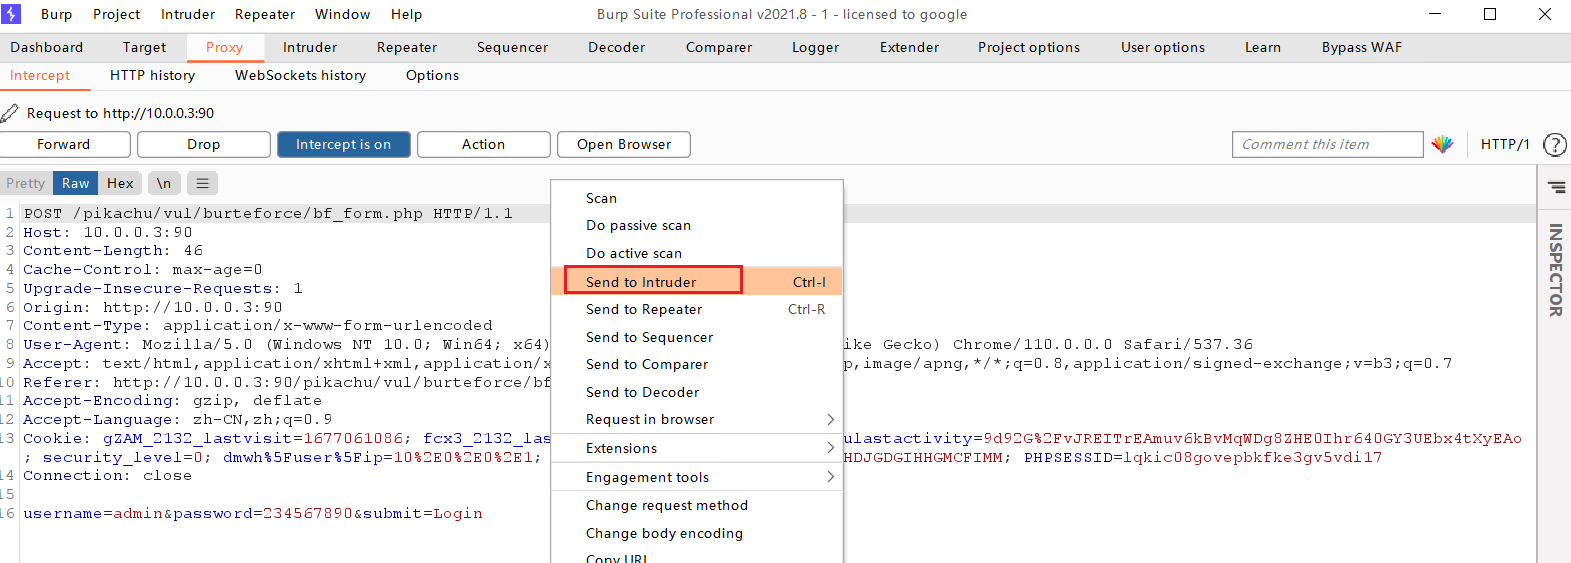 Burp Project Intruder Repeater Window Help Burp Suite Professional v2021.8 - 1 - licensed to google
Dashboard Target Proxy Intruder Repeater Sequencer Decoder Comparer Logger Extender Project options User options Learn Bypass WAF
Intercept HTTP history WebSockets history Options
Request to http://10.0.0.3:90
Forward Drop Intercept is on Action Open Browser Comment this item HTTP/1 ?
Pretty Raw Hex \n
INSPECTOR
1 POST /pikachu/vul/burteforce/bf_form.php HTTP/1.1
2 Host: 10.0.0.3:90
3 Content-Length: 46
4 Cache-Control: max-age=0
5 Upgrade-Insecure-Requests: 1
6 Origin: http://10.0.0.3:90
7 Content-Type: application/x-www-form-urlencoded
8 User-Agent: Mozilla/5.0 (Windows NT 10.0; Win64; x64) ike Gecko) Chrome/110.0.0.0 Safari/537.36
9 Accept: text/html,application/xhtml+xml,application/x p,image/apng,*/*;q=0.8,application/signed-exchange;v=b3;q=0.7
10 Referer: http://10.0.0.3:90/pikachu/vul/burteforce/bf
11 Accept-Encoding: gzip, deflate
12 Accept-Language: zh-CN,zh;q=0.9
13 Cookie: gZAM_2132_lastvisit=1677061086; fcx3_2132_las ulastactivity=9d92G%2FvJREITrEAmuv6kBvMqWDg8ZHE0Ihr640GY3UEbx4tXyEAo
; security_level=0; dmwh%5Fuser%5Fip=10%2E0%2E0%2E1; HDJGDGIHHGMCFIMM; PHPSESSID=lqkic08govepbkfke3gv5vdi17
14 Connection: close
15
16 username=admin&password=234567890&submit=Login
Scan
Do passive scan
Do active scan
Send to Intruder Ctrl-I
Send to Repeater Ctrl-R
Send to Sequencer
Send to Comparer
Send to Decoder
Request in browser
Extensions
Engagement tools
Change request method
Change body encoding
Copy URL